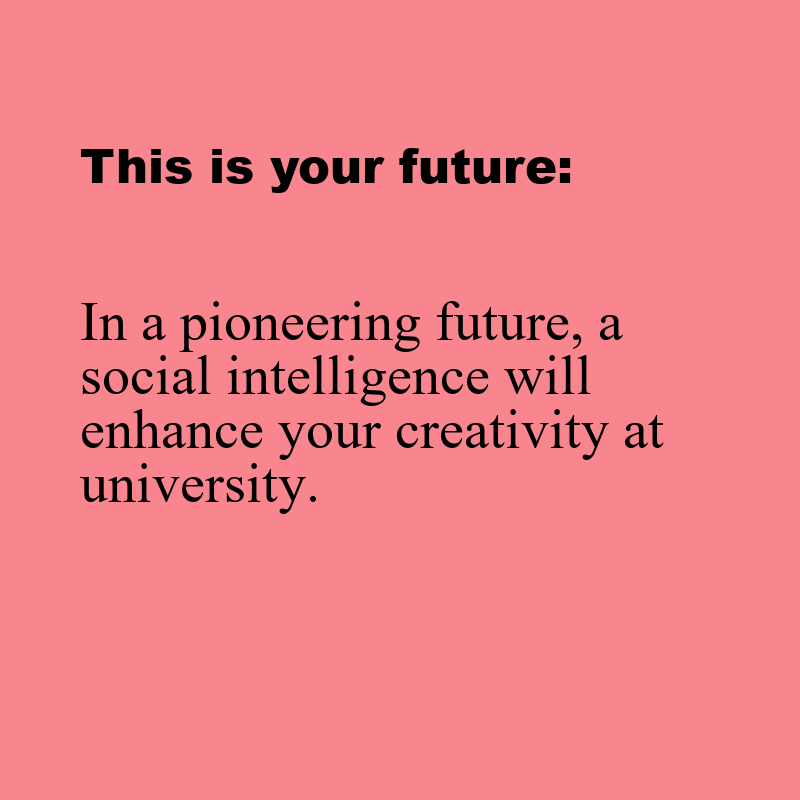 This is your future:
In a pioneering future, a
social intelligence will
enhance your creativity at
university.